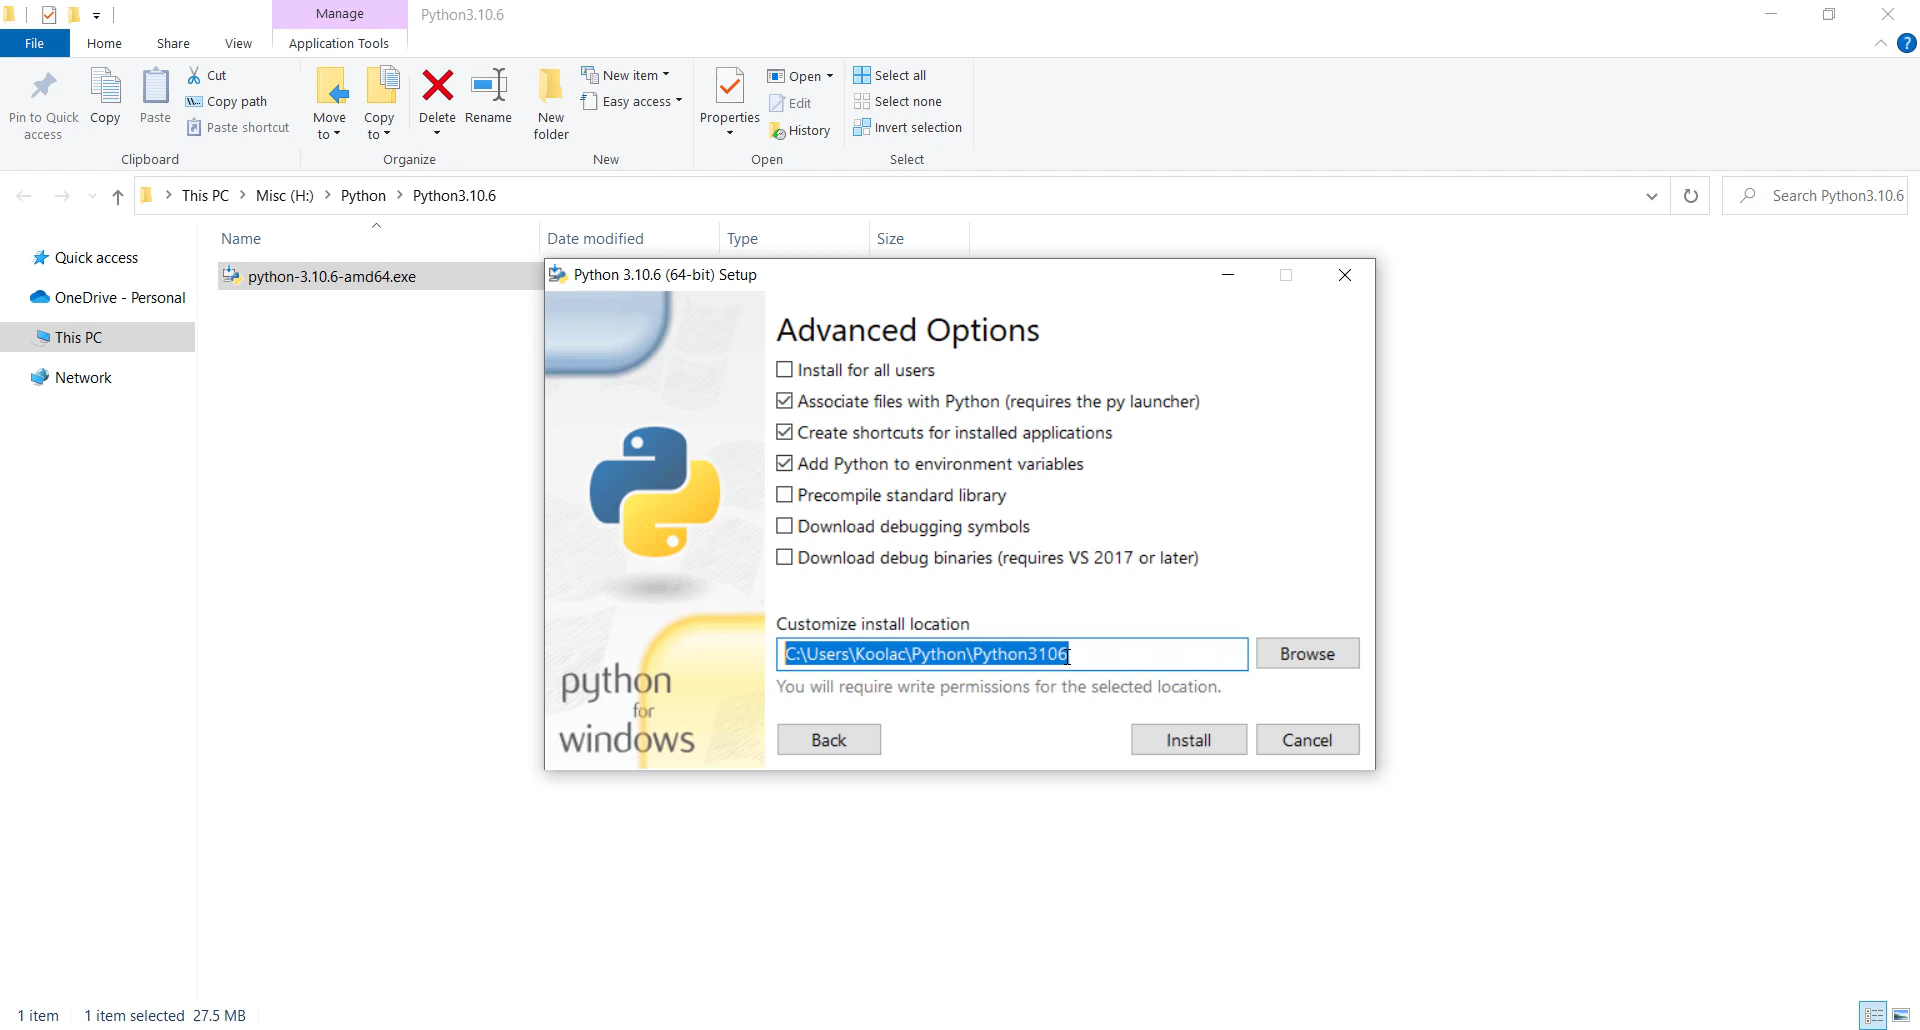 Manage
Python3.10.6
File
Home
Share
View
Application Tools
?
Pin to Quick access
Copy
Paste
Cut
Copy path
Paste shortcut
Clipboard
Move to
Copy to
Delete
Rename
Organize
New folder
New item
Easy access
New
Properties
Open
Edit
History
Open
Select all
Select none
Invert selection
Select
This PC > Misc (H:) > Python > Python3.10.6
Search Python3.10.6
Name
Date modified
Type
Size
Quick access
OneDrive - Personal
This PC
Network
python-3.10.6-amd64.exe
Python 3.10.6 (64-bit) Setup
Advanced Options
Install for all users
Associate files with Python (requires the py launcher)
Create shortcuts for installed applications
Add Python to environment variables
Precompile standard library
Download debugging symbols
Download debug binaries (requires VS 2017 or later)
Customize install location
C:\Users\Koolac\Python\Python3106
Browse
You will require write permissions for the selected location.
python
for
windows
Back
Install
Cancel
1 item
1 item selected 27.5 MB